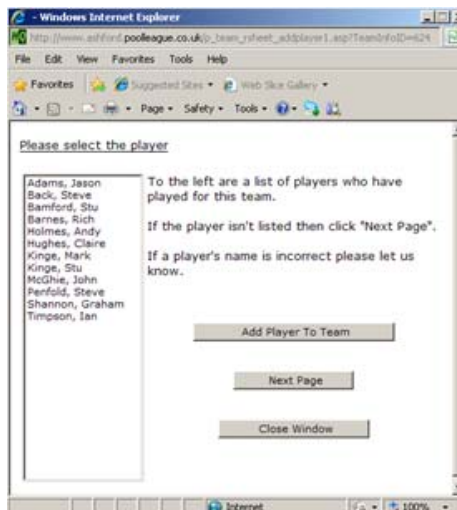 - Windows Internet Explorer
http://www.ashford.poolleague.co.uk/p_team_rsheet_addplayer1.asp?TeamInfoID=624
File Edit View Favorites Tools Help
Favorites Suggested Sites Web Slice Gallery
Page Safety Tools
Please select the player
Adams, Jason
Back, Steve
Bamford, Stu
Barnes, Rich
Holmes, Andy
Hughes, Claire
Kinge, Mark
Kinge, Stu
McGhie, John
Penfold, Steve
Shannon, Graham
Timpson, Ian
To the left are a list of players who have
played for this team.
If the player isn't listed then click "Next Page".
If a player's name is incorrect please let us
know.
Add Player To Team
Next Page
Close Window
Internet 100%